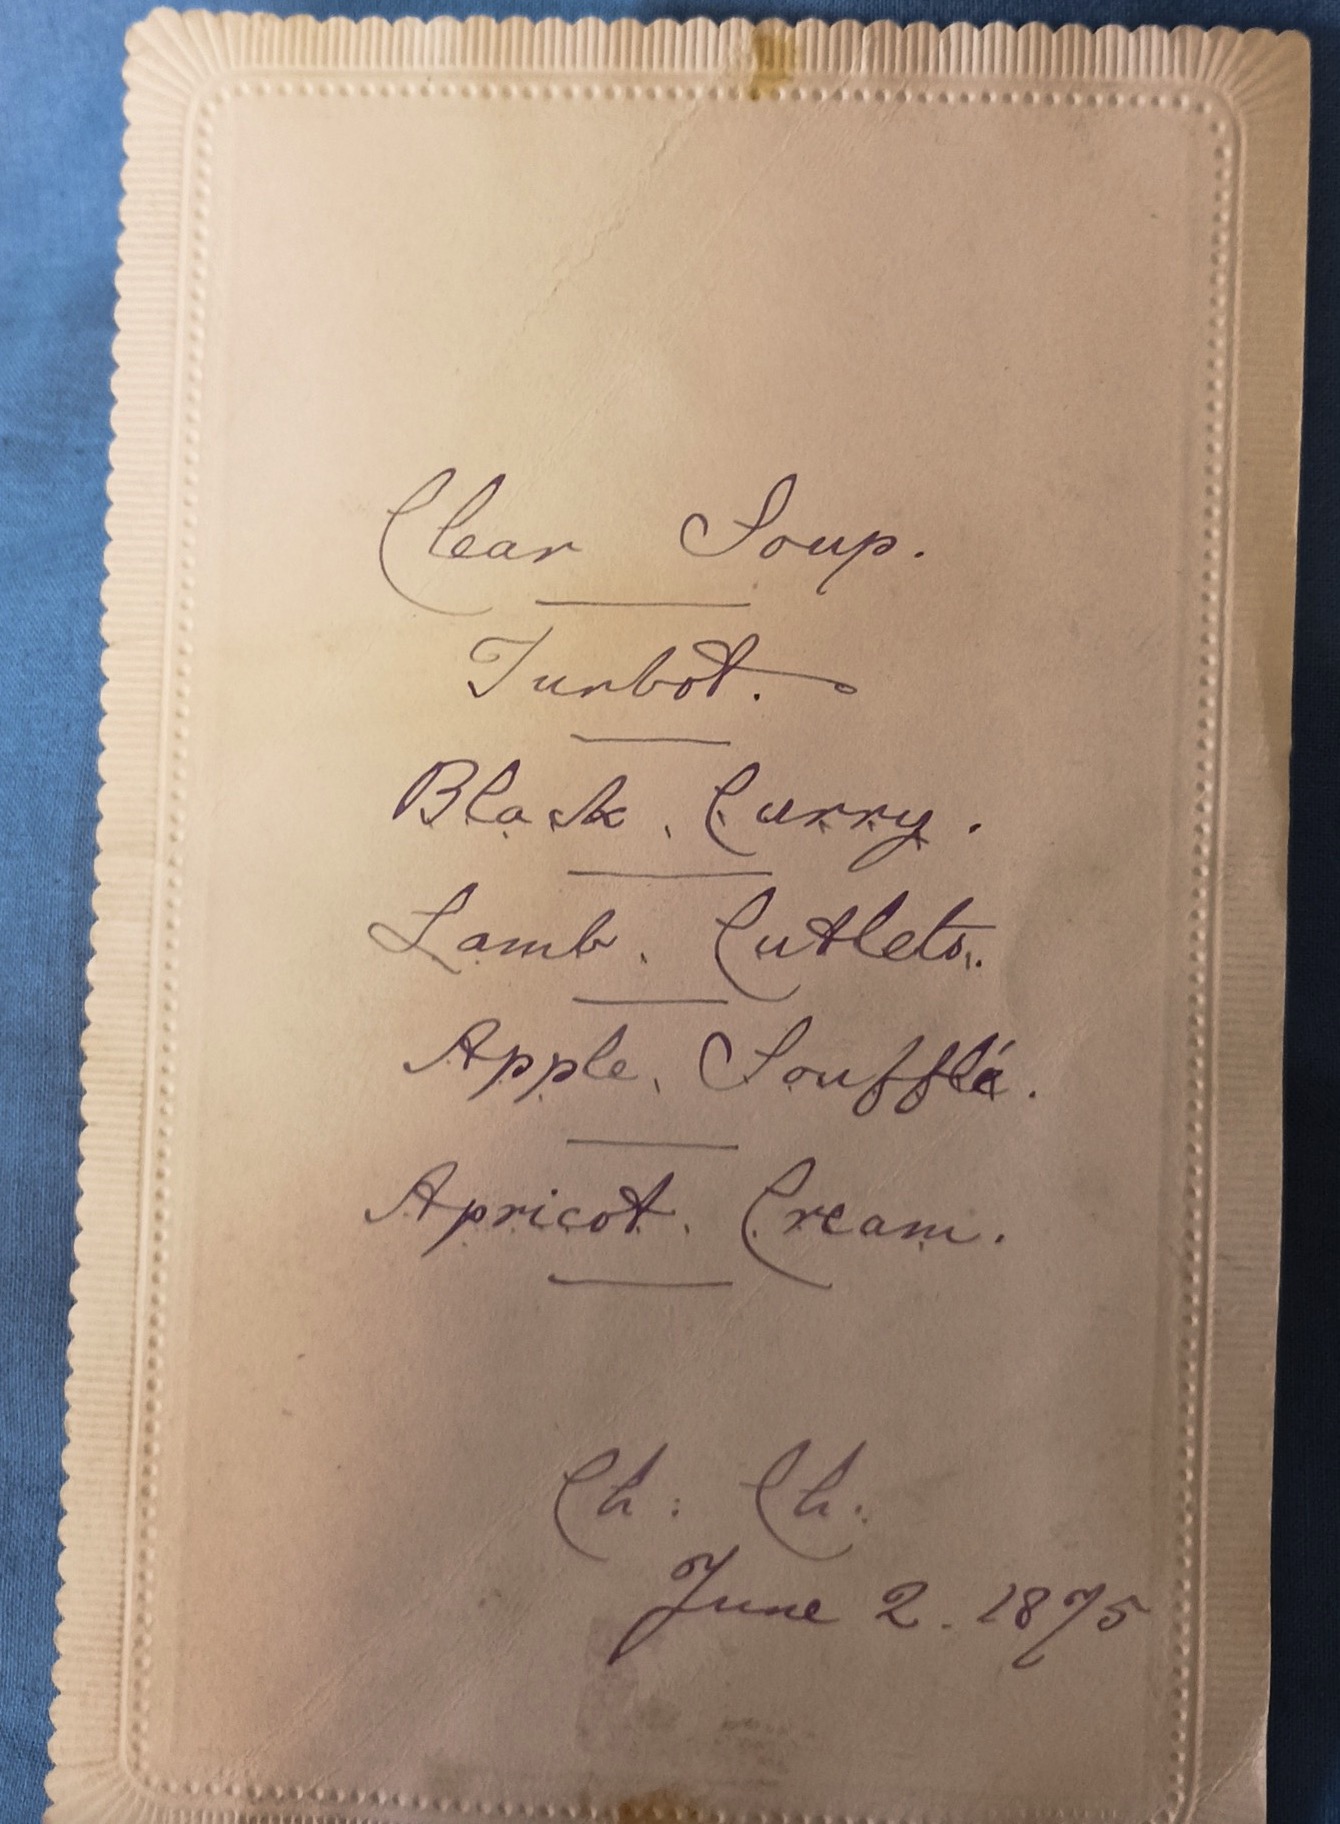 Clear Soup.
Turbot.
Black. Curry.
Lamb. Cutlets.
Apple. Soufflé.
Apricot. Cream.
Ch: Ch:
June 2. 1875